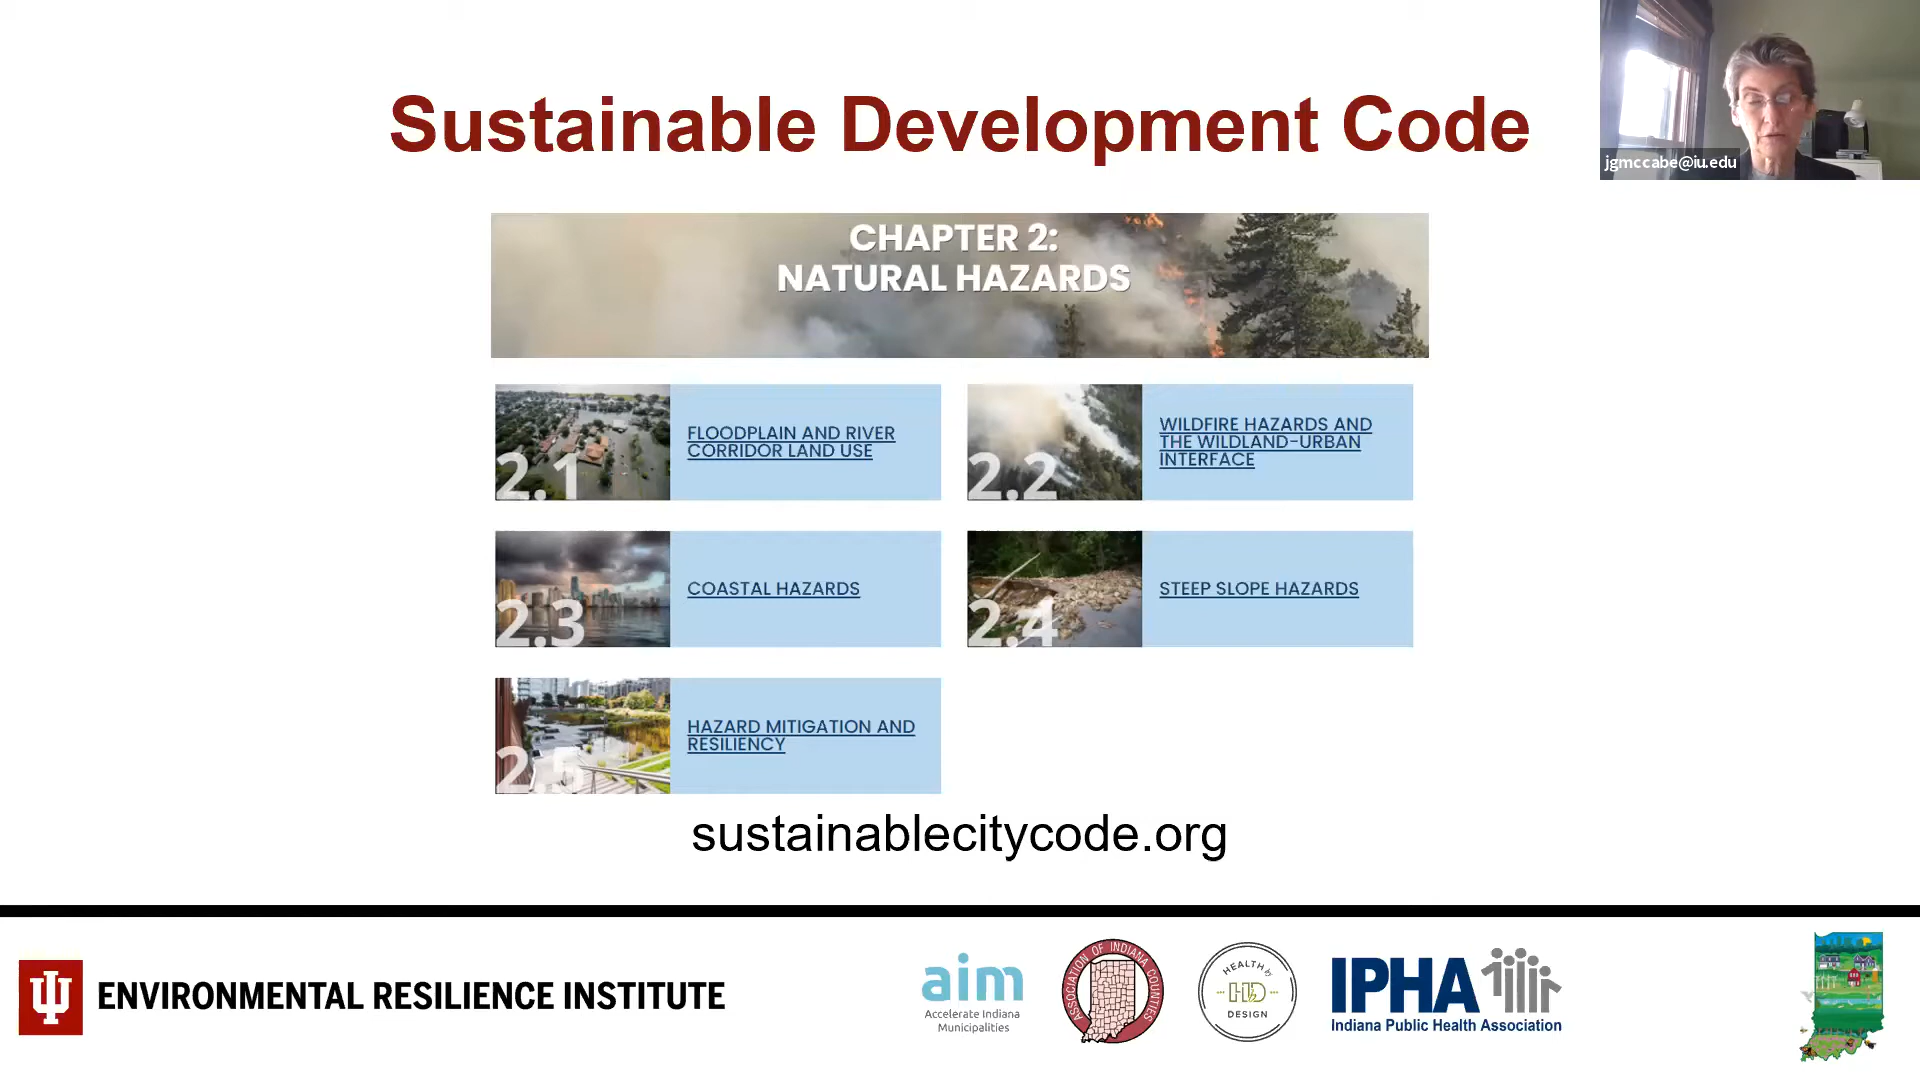 Sustainable Development Code
jgmccabe@iu.edu
CHAPTER 2:
NATURAL HAZARDS
2.1
FLOODPLAIN AND RIVER
CORRIDOR LAND USE
2.2
WILDFIRE HAZARDS AND
THE WILDLAND-URBAN
INTERFACE
2.3
COASTAL HAZARDS
2.4
STEEP SLOPE HAZARDS
2.5
HAZARD MITIGATION AND
RESILIENCY
sustainablecitycode.org
ENVIRONMENTAL RESILIENCE INSTITUTE
aim
Accelerate Indiana
Municipalities
ASSOCIATION OF INDIANA COUNTIES
HEALTH by
HD
DESIGN
IPHA
Indiana Public Health Association